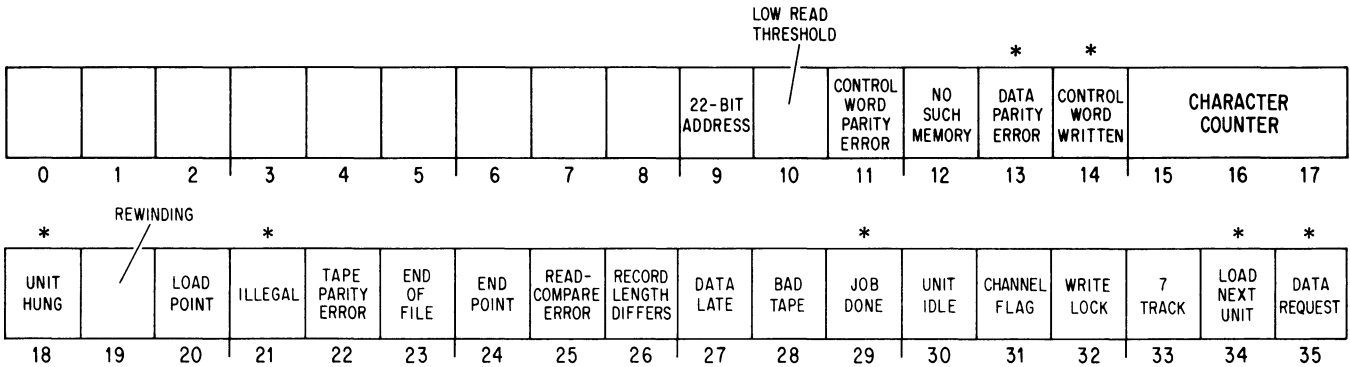 LOW READ
THRESHOLD
* *
22-BIT
ADDRESS
CONTROL
WORD
PARITY
ERROR
NO
SUCH
MEMORY
DATA
PARITY
ERROR
CONTROL
WORD
WRITTEN
CHARACTER
COUNTER
0 1 2 3 4 5 6 7 8 9 10 11 12 13 14 15 16 17
REWINDING
* * * * *
UNIT
HUNG
LOAD
POINT
ILLEGAL
TAPE
PARITY
ERROR
END
OF
FILE
END
POINT
READ-
COMPARE
ERROR
RECORD
LENGTH
DIFFERS
DATA
LATE
BAD
TAPE
JOB
DONE
UNIT
IDLE
CHANNEL
FLAG
WRITE
LOCK
7
TRACK
LOAD
NEXT
UNIT
DATA
REQUEST
18 19 20 21 22 23 24 25 26 27 28 29 30 31 32 33 34 35